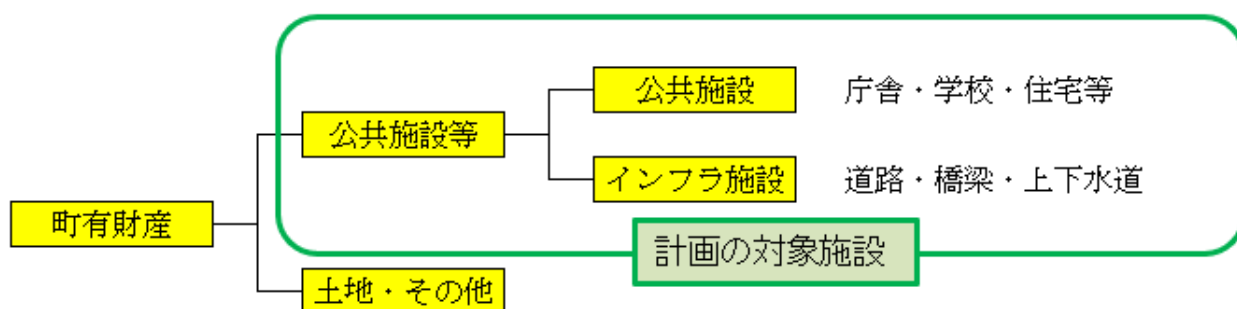 公共施設 庁舎・学校・住宅等
公共施設等
インフラ施設 道路・橋梁・上下水道
町有財産
計画の対象施設
土地・その他